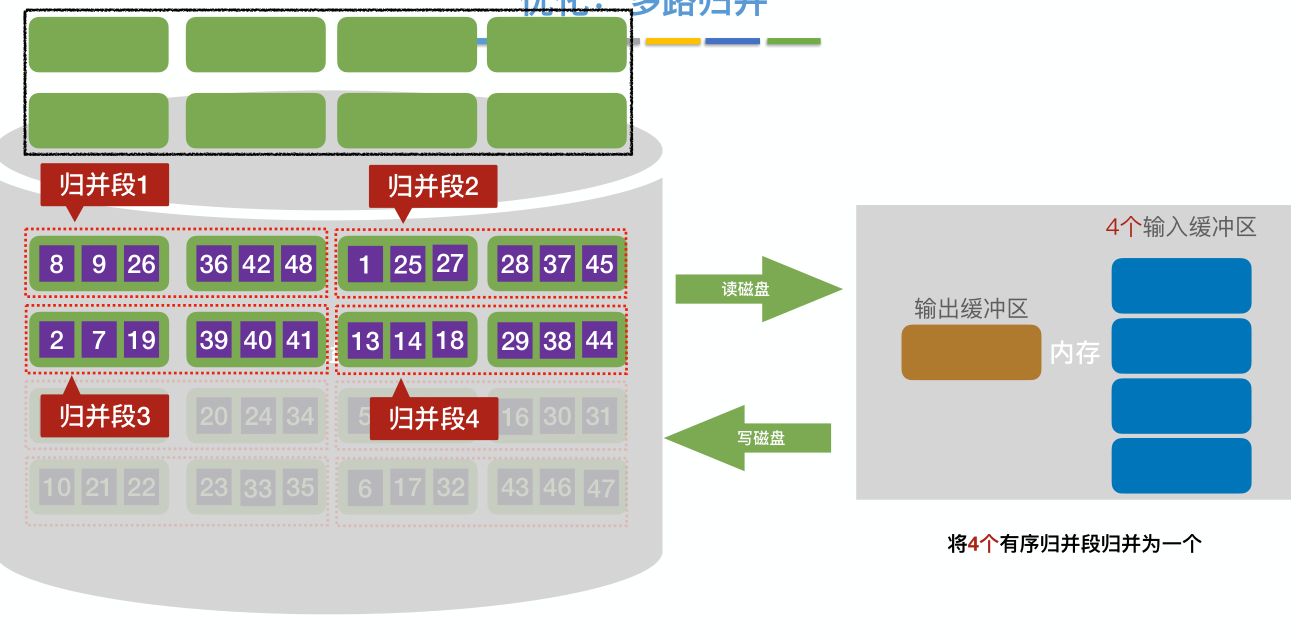 优化：多路归并
归并段1
归并段2
8 9 26 36 42 48 1 25 27 28 37 45
2 7 19 39 40 41 13 14 18 29 38 44
归并段3
归并段4
20 24 34 5 16 30 31
10 21 22 23 33 35 6 17 32 43 46 47
读磁盘
写磁盘
4个输入缓冲区
输出缓冲区
内存
将4个有序归并段归并为一个